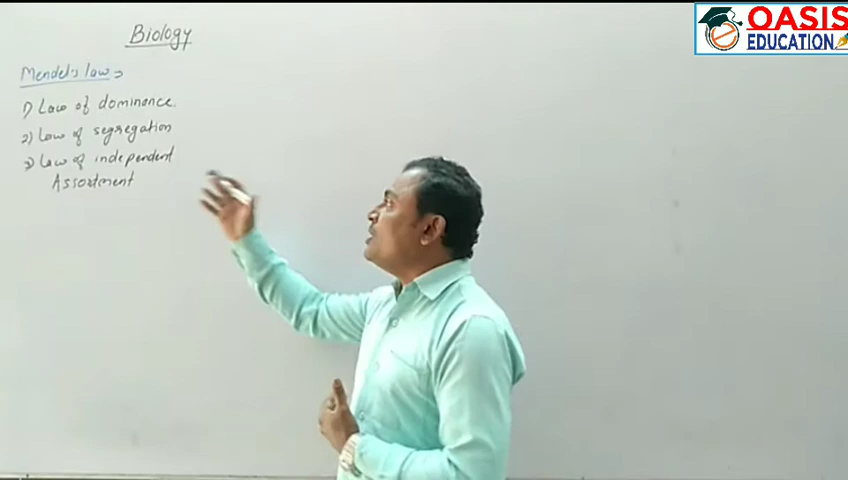 Biology
OASIS
EDUCATION
Mendel's law :-
1) Law of dominance.
2) Law of segregation
3) Law of independent
Assortment